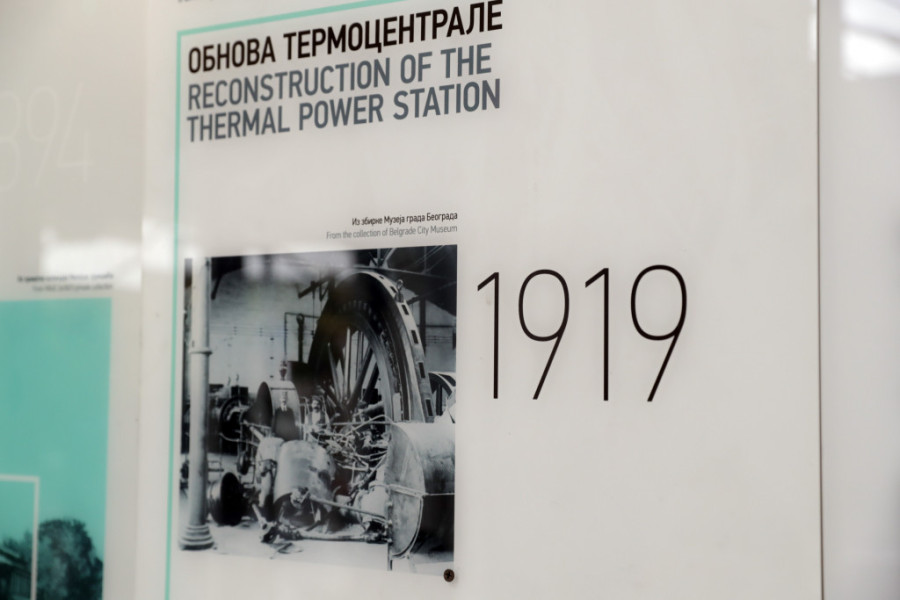 ОБНОВА ТЕРМОЦЕНТРАЛЕ
RECONSTRUCTION OF THE
THERMAL POWER STATION
Из збирке Музеја града Београда
From the collection of Belgrade City Museum
1919
894